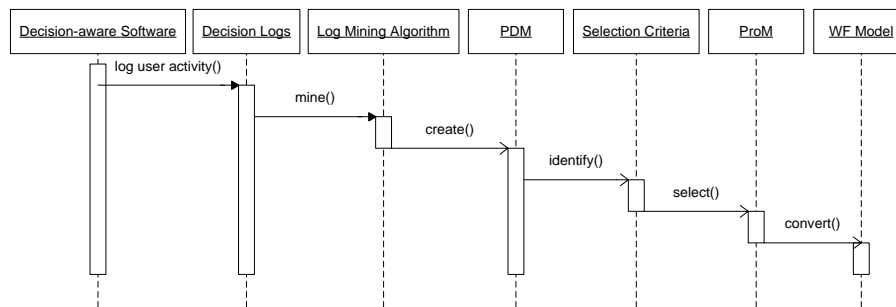 Decision-aware Software
Decision Logs
Log Mining Algorithm
PDM
Selection Criteria
ProM
WF Model
log user activity()
mine()
create()
identify()
select()
convert()